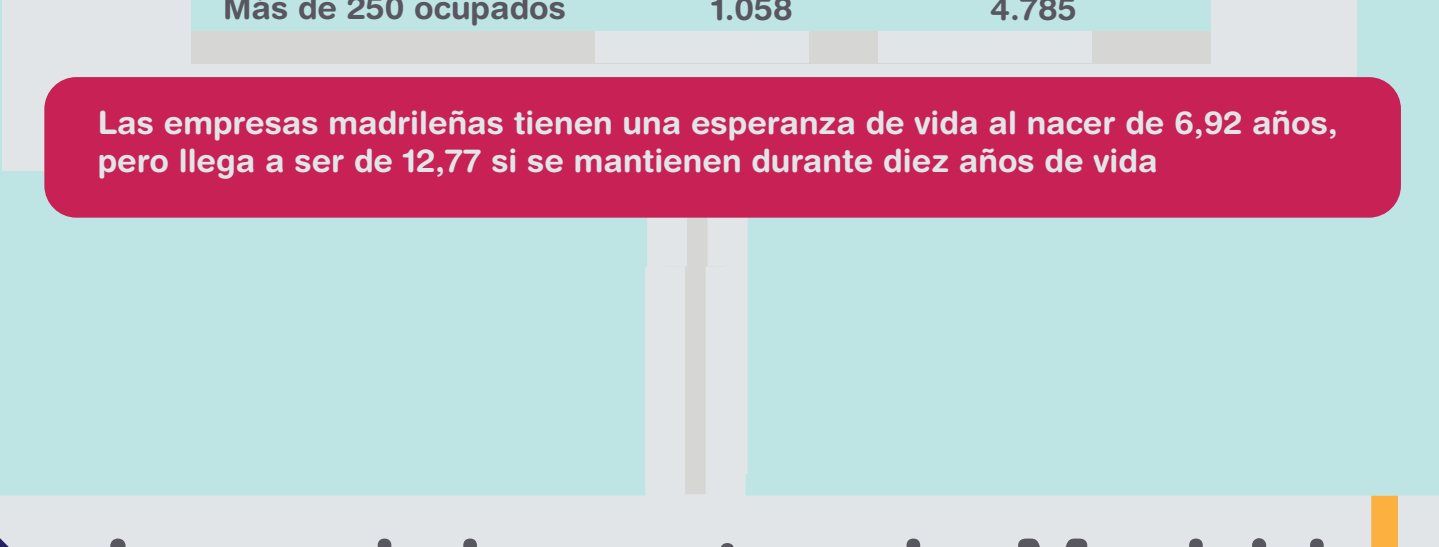 Más de 250 ocupados 1.058 4.785
Las empresas madrileñas tienen una esperanza de vida al nacer de 6,92 años,
pero llega a ser de 12,77 si se mantienen durante diez años de vida